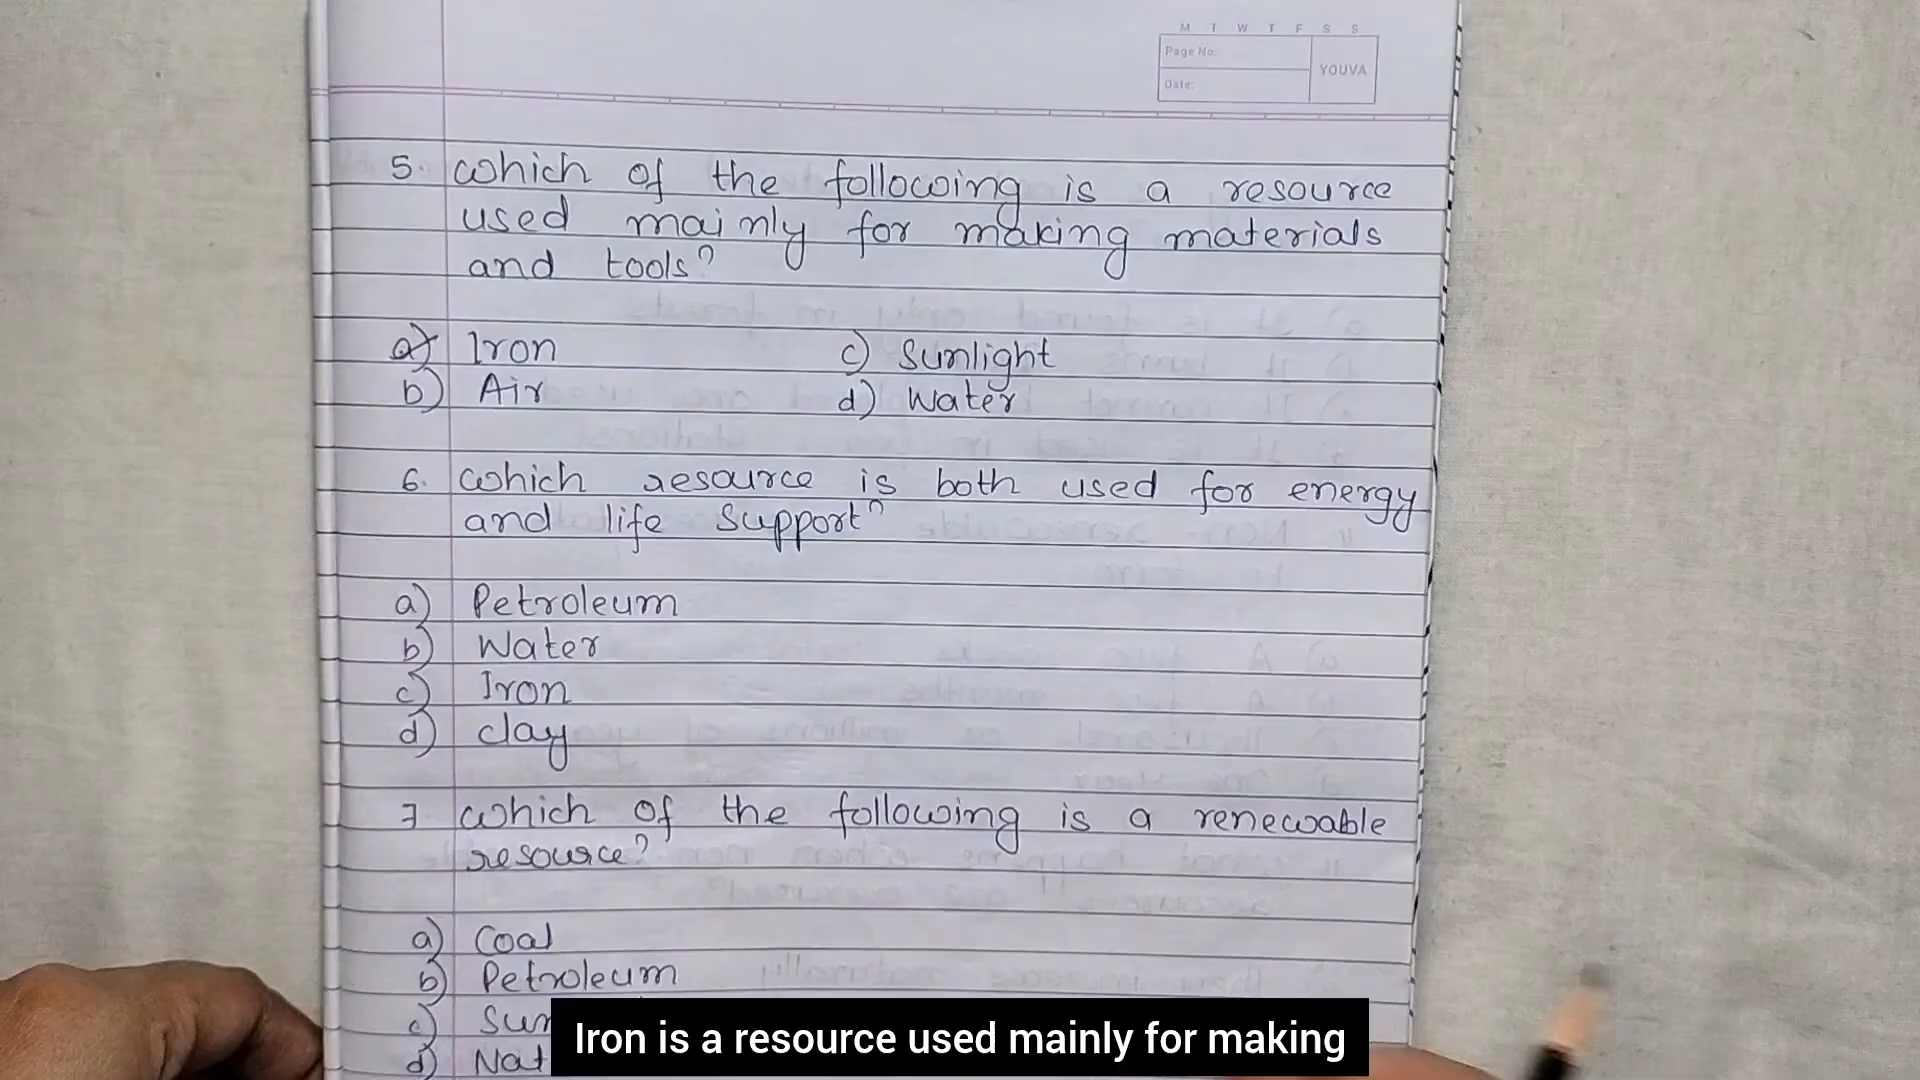 M T W T F S S
Page No:
YOUVA
Date:
5. Which of the following is a resource
used mainly for making materials
and tools?
a) Iron c) Sunlight
b) Air d) Water
6. Which resource is both used for energy
and life support?
a) Petroleum
b) Water
c) Iron
d) clay
7 Which of the following is a renewable
resource?
a) Coal
b) Petroleum
c)
d)
Iron is a resource used mainly for making